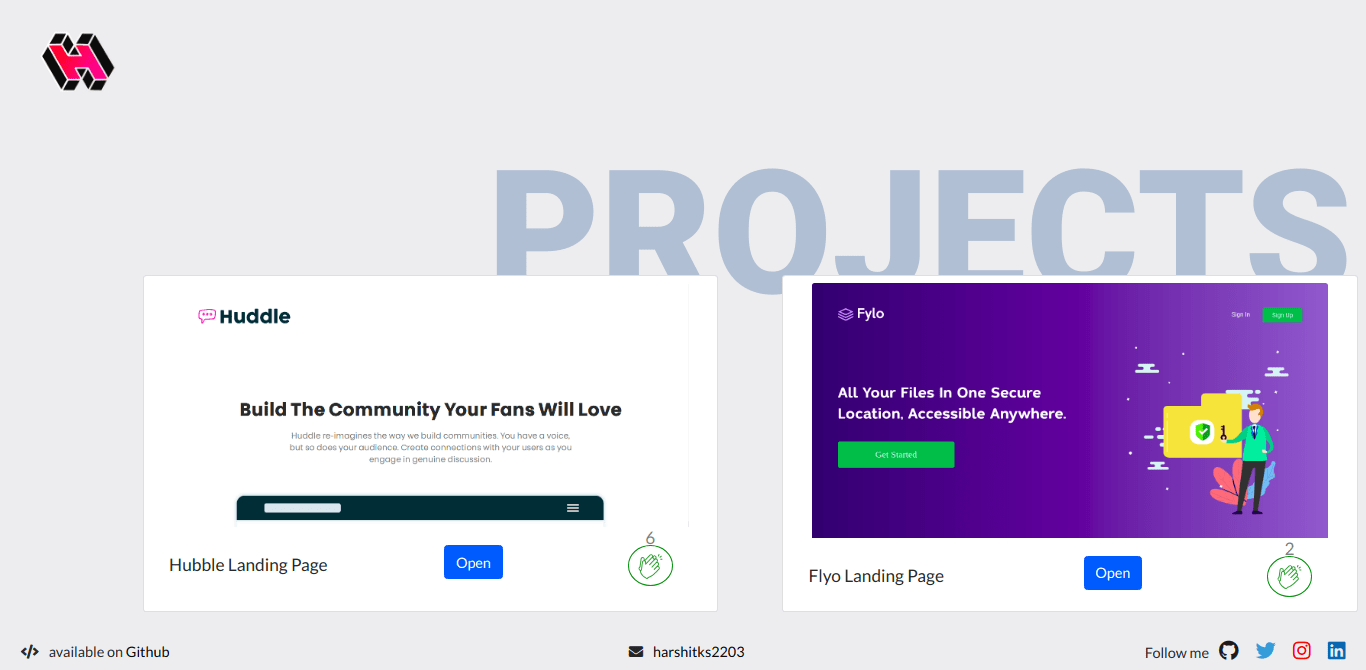 H
PROJECTS
Huddle
Build The Community Your Fans Will Love
Huddle re-imagines the way we build communities. You have a voice,
but so does your audience. Create connections with your users as you
engage in genuine discussion.
6
Hubble Landing Page
Open
Fylo
Sign In
Sign Up
All Your Files In One Secure
Location, Accessible Anywhere.
Get Started
2
Flyo Landing Page
Open
available on Github
harshitks2203
Follow me
in